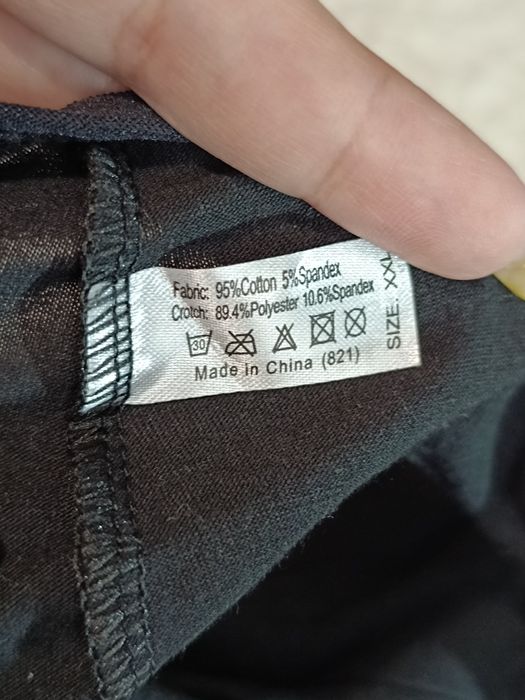 Fabric: 95%Cotton 5%Spandex
Crotch: 89.4%Polyester 10.6%Spandex
30
Made in China (821)
SIZE: